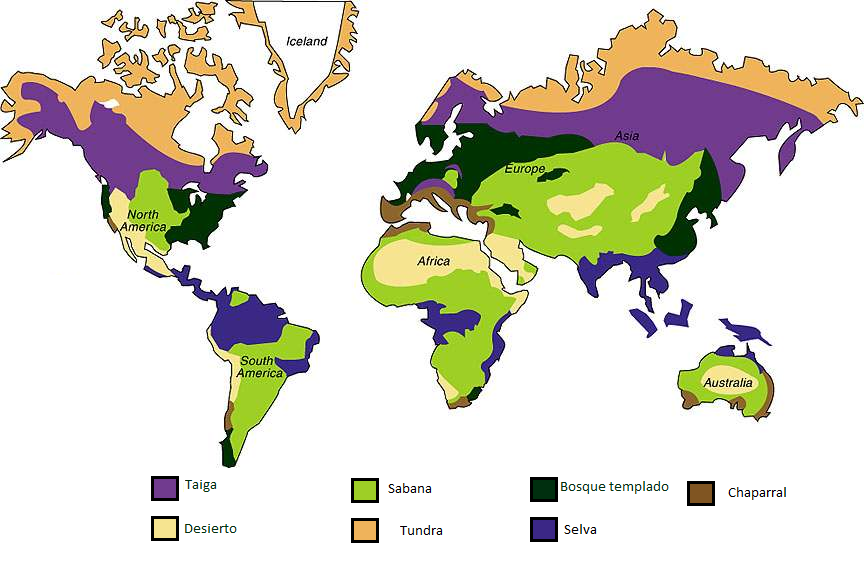 Iceland
Asia
Europe
North
America
Africa
South
America
Australia
Taiga
Sabana
Bosque templado
Chaparral
Desierto
Tundra
Selva